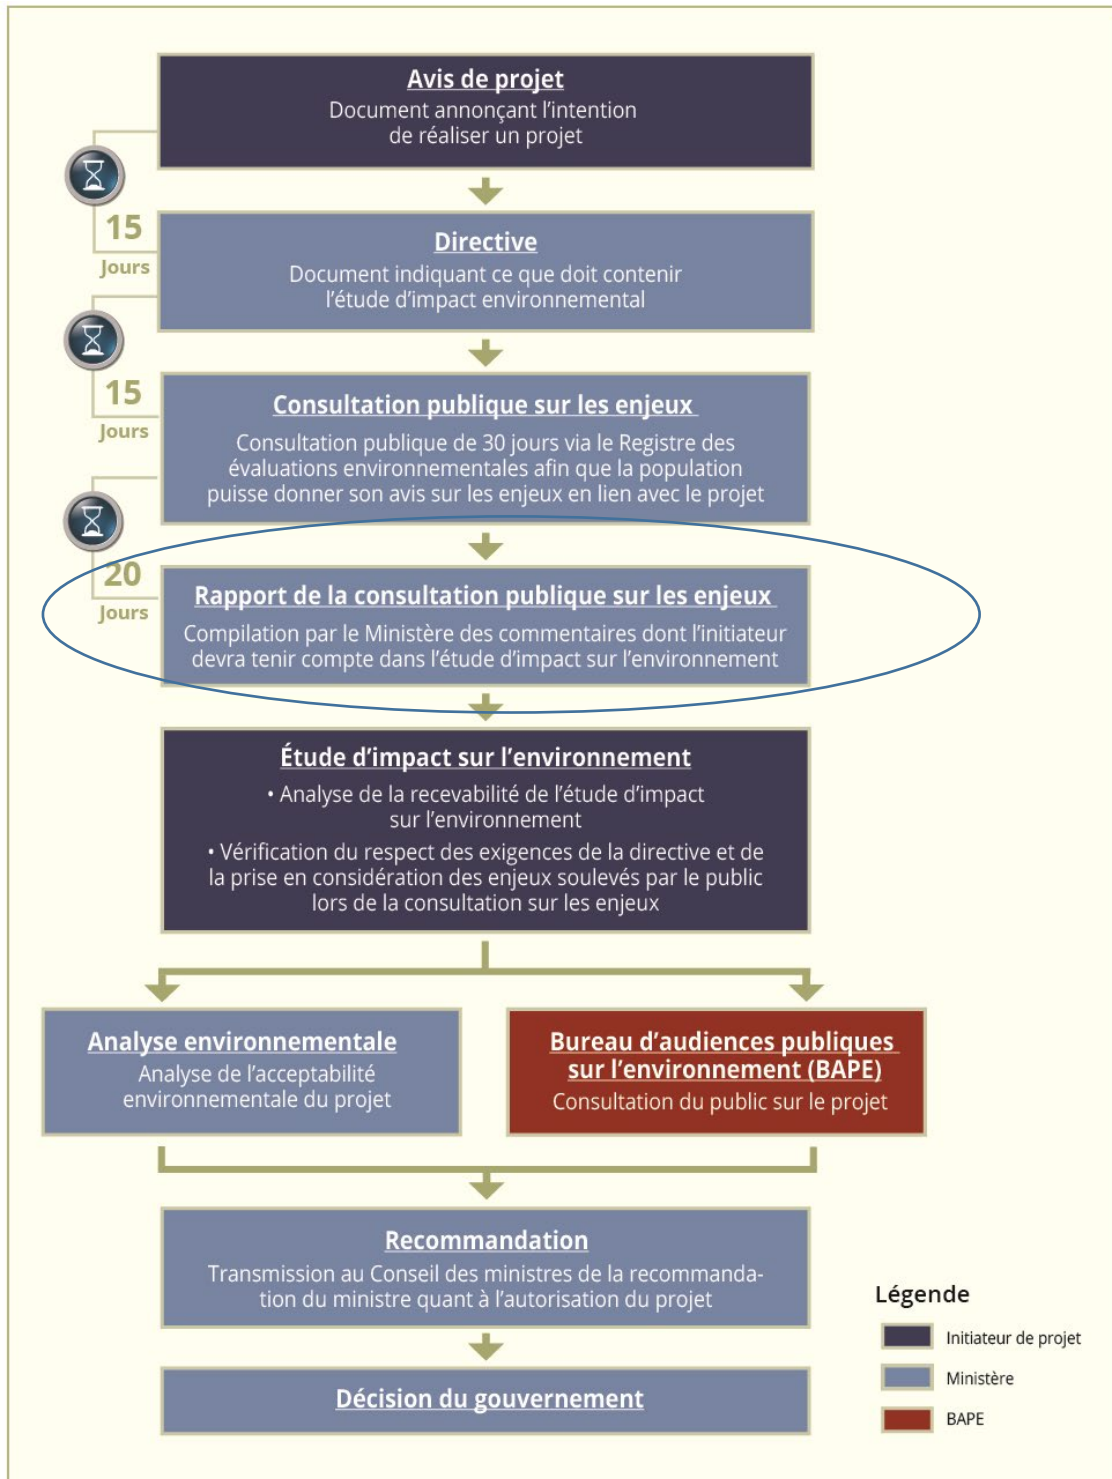 Avis de projet
Document annonçant l'intention
de réaliser un projet
15
Jours
Directive
Document indiquant ce que doit contenir
l'étude d'impact environnemental
15
Jours
Consultation publique sur les enjeux
Consultation publique de 30 jours via le Registre des
évaluations environnementales afin que la population
puisse donner son avis sur les enjeux en lien avec le projet
20
Jours
Rapport de la consultation publique sur les enjeux
Compilation par le Ministère des commentaires dont l'initiateur
devra tenir compte dans l'étude d'impact sur l'environnement
Étude d'impact sur l'environnement
• Analyse de la recevabilité de l'étude d'impact
sur l'environnement
• Vérification du respect des exigences de la directive et de
la prise en considération des enjeux soulevés par le public
lors de la consultation sur les enjeux
Analyse environnementale
Analyse de l'acceptabilité
environnementale du projet
Bureau d'audiences publiques
sur l'environnement (BAPE)
Consultation du public sur le projet
Recommandation
Transmission au Conseil des ministres de la recommanda-
tion du ministre quant à l'autorisation du projet
Décision du gouvernement
Légende
Initiateur de projet
Ministère
BAPE